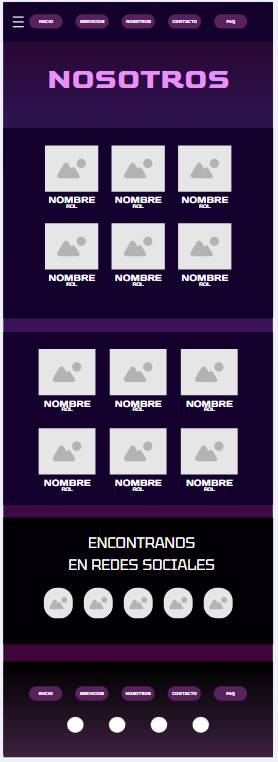 INICIO
SERVICIOS
NOSOTROS
CONTACTO
FAQ
NOSOTROS
NOMBRE NOMBRE NOMBRE
ROL ROL ROL
NOMBRE NOMBRE NOMBRE
ROL ROL ROL
NOMBRE NOMBRE NOMBRE
ROL ROL ROL
NOMBRE NOMBRE NOMBRE
ROL ROL ROL
ENCONTRANOS
EN REDES SOCIALES
INICIO
SERVICIOS
NOSOTROS
CONTACTO
FAQ